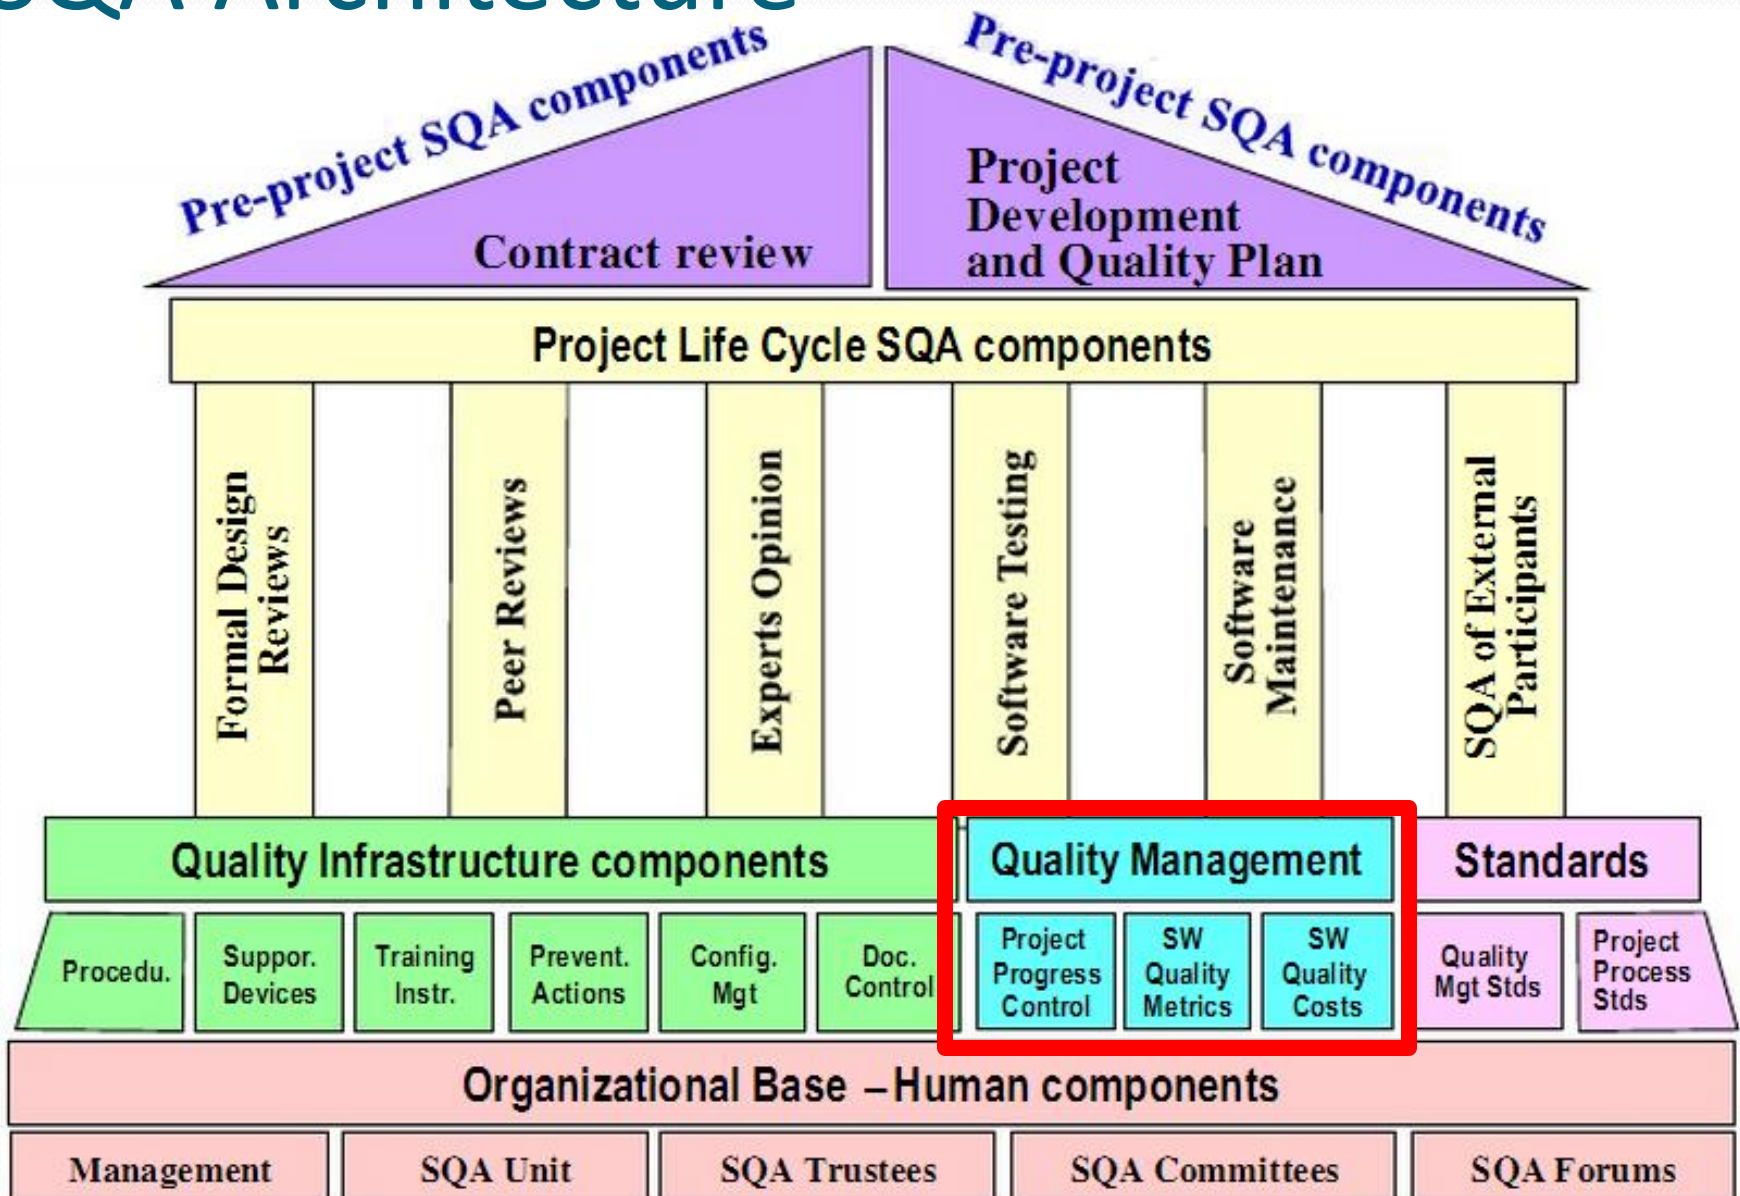 SQA Architecture
Pre-project SQA components
Pre-project SQA components
Contract review
Project
Development
and Quality Plan
Project Life Cycle SQA components
Formal Design
Reviews
Peer Reviews
Experts Opinion
Software Testing
Software
Maintenance
SQA of External
Participants
Quality Infrastructure components
Quality Management
Standards
Procedu.
Suppor.
Devices
Training
Instr.
Prevent.
Actions
Config.
Mgt
Doc.
Control
Project
Progress
Control
SW
Quality
Metrics
SW
Quality
Costs
Quality
Mgt Stds
Project
Process
Stds
Organizational Base – Human components
Management
SQA Unit
SQA Trustees
SQA Committees
SQA Forums